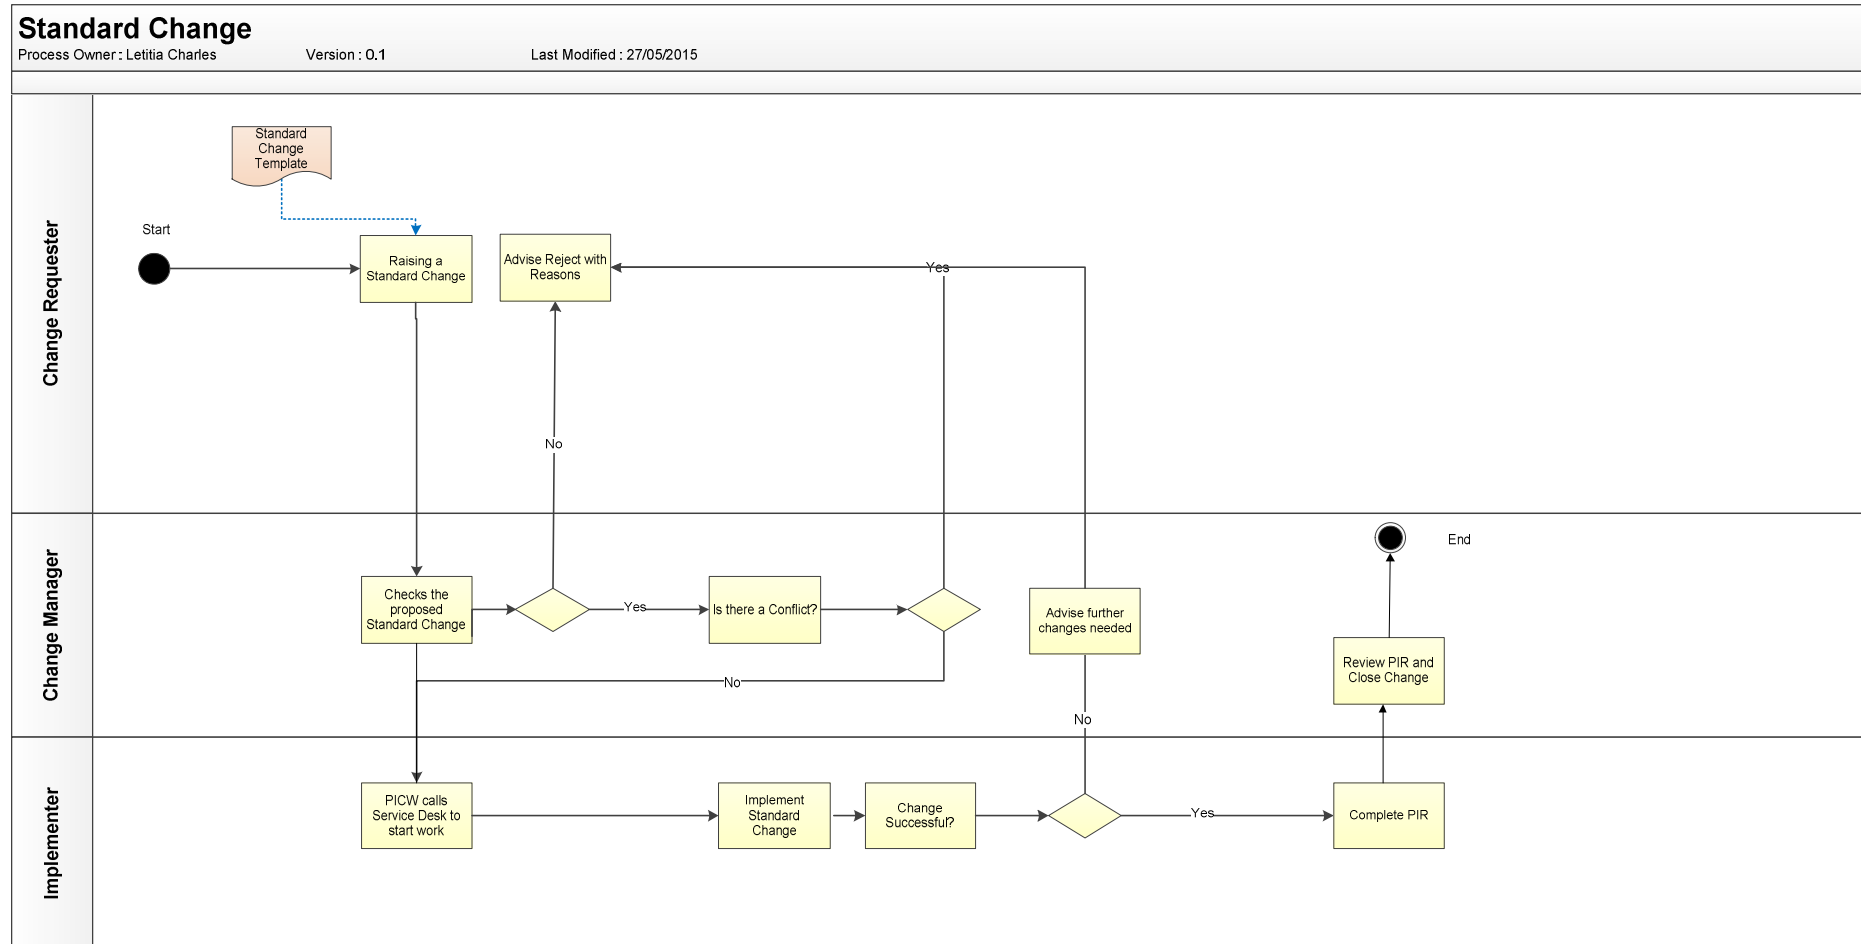 Standard Change
Process Owner : Letitia Charles Version : 0.1 Last Modified : 27/05/2015
Change Requester
Standard
Change
Template
Start
Raising a
Standard Change
Advise Reject with
Reasons
Yes
No
Change Manager
End
Checks the
proposed
Standard Change
Yes
Is there a Conflict?
Advise further
changes needed
No
No
Review PIR and
Close Change
Implementer
PICW calls
Service Desk to
start work
Implement
Standard
Change
Change
Successful?
Yes
Complete PIR